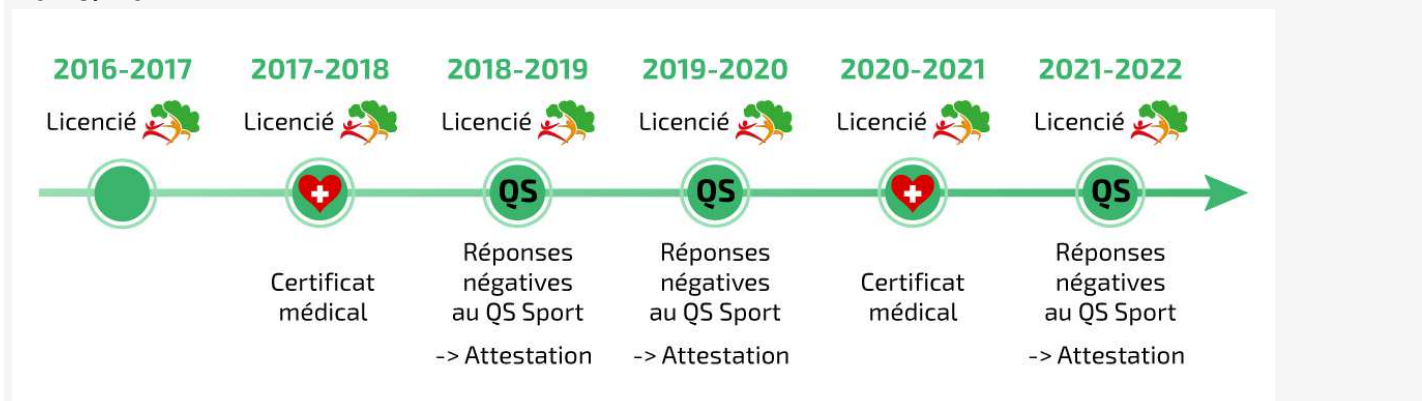 2016-2017 2017-2018 2018-2019 2019-2020 2020-2021 2021-2022
Licencié Licencié Licencié Licencié Licencié Licencié
QS QS QS
Certificat
médical
Réponses
négatives
au QS Sport
-> Attestation
Réponses
négatives
au QS Sport
-> Attestation
Certificat
médical
Réponses
négatives
au QS Sport
-> Attestation